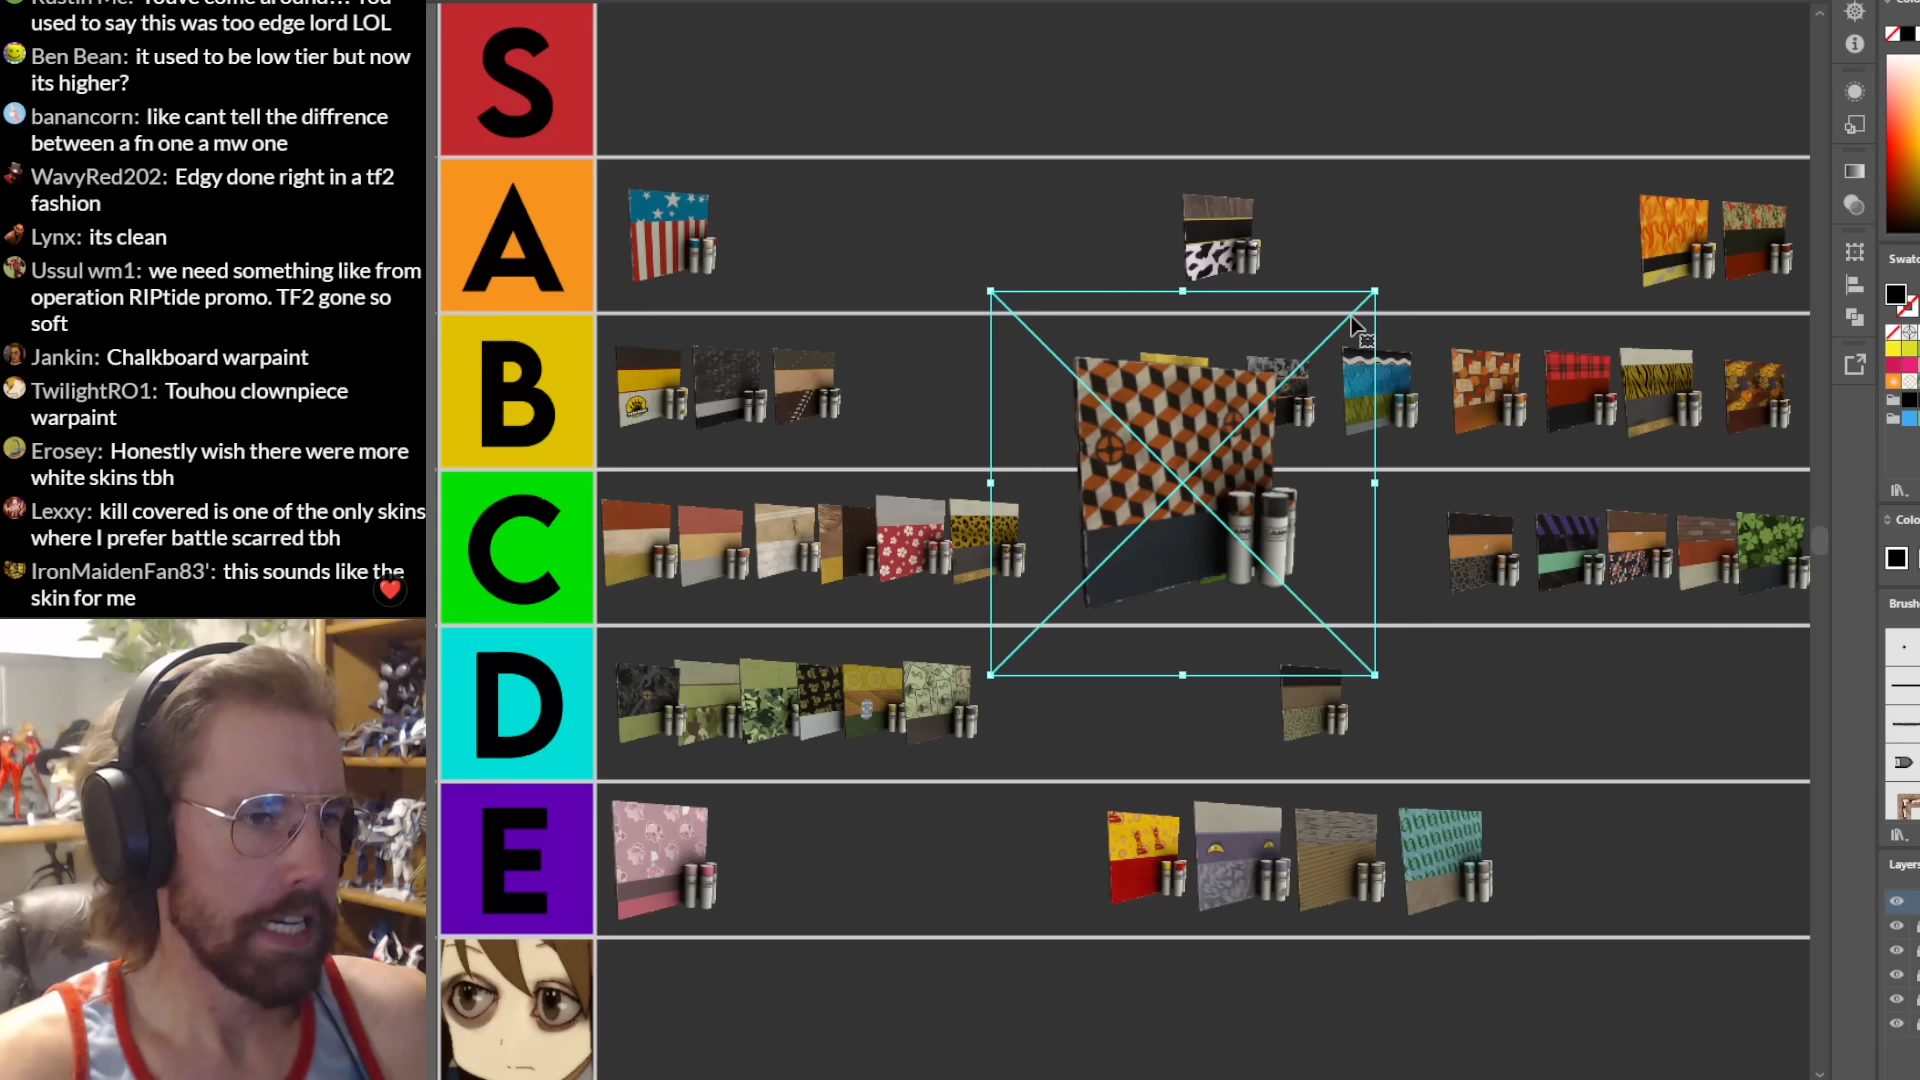 used to say this was too edge lord LOL
Ben Bean: it used to be low tier but now
its higher?
banancorn: like cant tell the diffrence
between a fn one a mw one
WavyRed202: Edgy done right in a tf2
fashion
Lynx: its clean
Ussul wm1: we need something like from
operation RIPtide promo. TF2 gone so
soft
Jankin: Chalkboard warpaint
TwilightRO1: Touhou clownpiece
warpaint
Erosey: Honestly wish there were more
white skins tbh
Lexxy: kill covered is one of the only skins
where I prefer battle scarred tbh
IronMaidenFan83': this sounds like the
skin for me
S
A
B
C
D
E
Swatc
Colo
Brushe
Layers